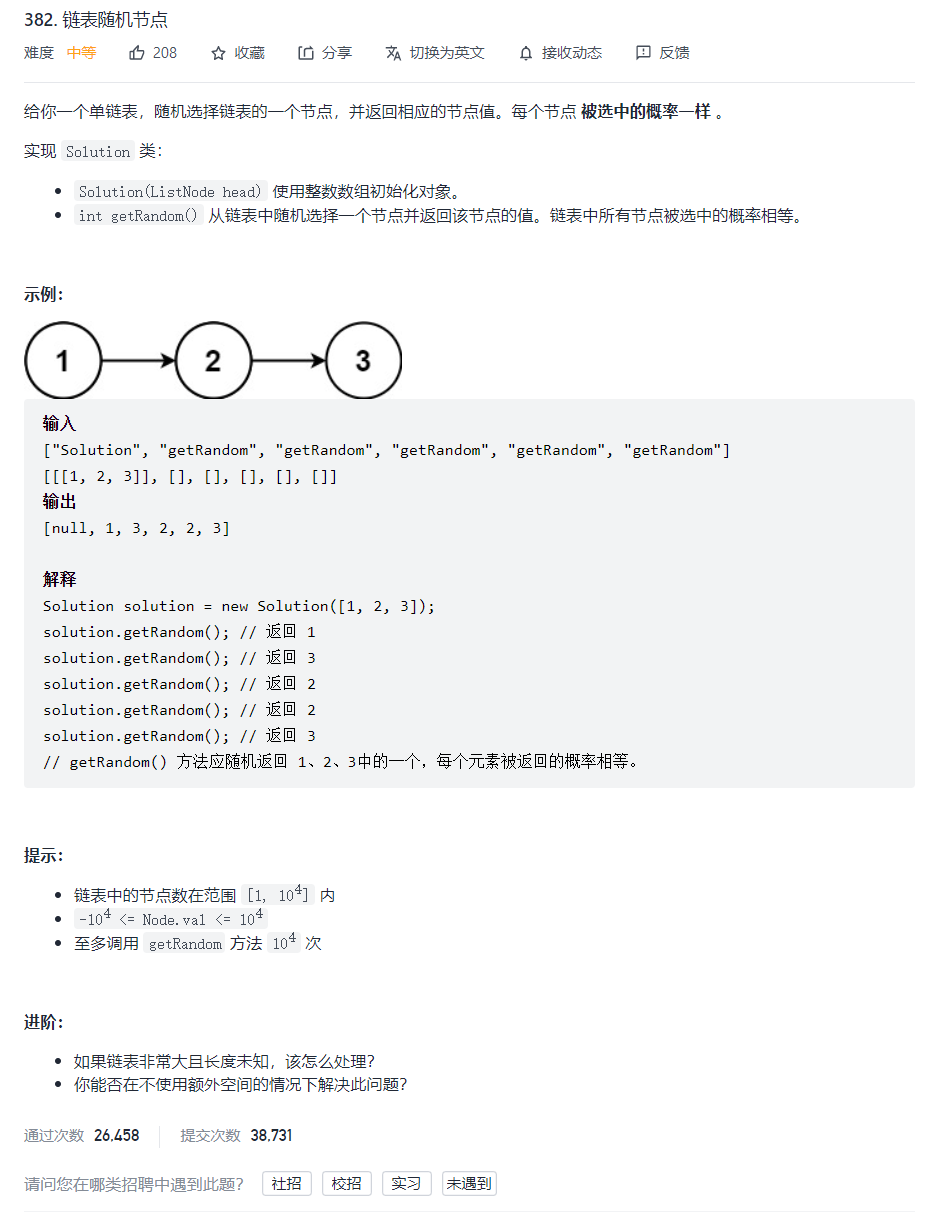 382. 链表随机节点
难度 中等 208 收藏 分享 切换为英文 接收动态 反馈
给你一个单链表，随机选择链表的一个节点，并返回相应的节点值。每个节点 被选中的概率一样 。
实现 Solution 类：
Solution(ListNode head) 使用整数数组初始化对象。
int getRandom() 从链表中随机选择一个节点并返回该节点的值。链表中所有节点被选中的概率相等。
示例：
1 2 3
输入
["Solution", "getRandom", "getRandom", "getRandom", "getRandom", "getRandom"]
[[[1, 2, 3]], [], [], [], [], []]
输出
[null, 1, 3, 2, 2, 3]
解释
Solution solution = new Solution([1, 2, 3]);
solution.getRandom(); // 返回 1
solution.getRandom(); // 返回 3
solution.getRandom(); // 返回 2
solution.getRandom(); // 返回 2
solution.getRandom(); // 返回 3
// getRandom() 方法应随机返回 1、2、3中的一个，每个元素被返回的概率相等。
提示：
链表中的节点数在范围 [1, 10⁴] 内
-10⁴ <= Node.val <= 10⁴
至多调用 getRandom 方法 10⁴ 次
进阶：
如果链表非常大且长度未知，该怎么处理？
你能否在不使用额外空间的情况下解决此问题？
通过次数 26,458 提交次数 38,731
请问您在哪类招聘中遇到此题？ 社招 校招 实习 未遇到